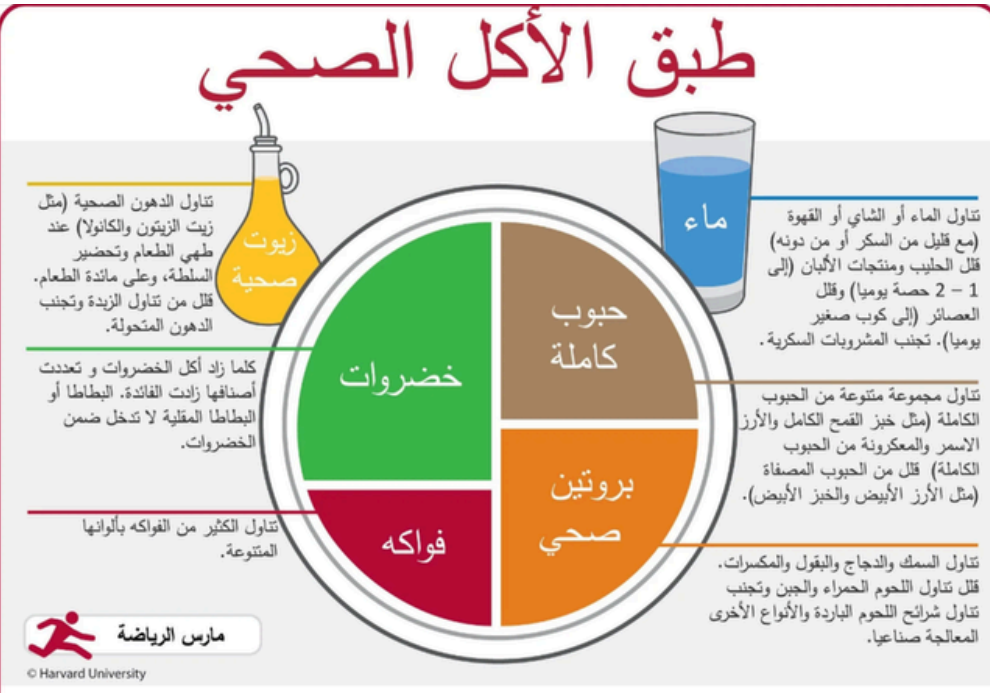 طبق الأكل الصحي
ماء
تناول الماء أو الشاي أو القهوة
(مع قليل من السكر أو من دونه)
قلل الحليب ومنتجات الألبان (إلى
1 – 2 حصة يوميا) وقلل
العصائر (إلى كوب صغير
يوميا). تجنب المشروبات السكرية.
زيوت
صحية
تناول الدهون الصحية (مثل
زيت الزيتون والكانولا) عند
طهي الطعام وتحضير
السلطة، وعلى مائدة الطعام.
قلل من تناول الزبدة وتجنب
الدهون المتحولة.
حبوب
كاملة
تناول مجموعة متنوعة من الحبوب
الكاملة (مثل خبز القمح الكامل والأرز
الاسمر والمعكرونة من الحبوب
الكاملة) قلل من الحبوب المصفاة
(مثل الأرز الأبيض والخبز الأبيض).
خضروات
كلما زاد أكل الخضروات و تعددت
أصنافها زادت الفائدة. البطاطا أو
البطاطا المقلية لا تدخل ضمن
الخضروات.
بروتين
صحي
تناول السمك والدجاج والبقول والمكسرات.
قلل تناول اللحوم الحمراء والجبن وتجنب
تناول شرائح اللحوم الباردة والأنواع الأخرى
المعالجة صناعيا.
فواكه
تناول الكثير من الفواكه بألوانها
المتنوعة.
مارس الرياضة
© Harvard University